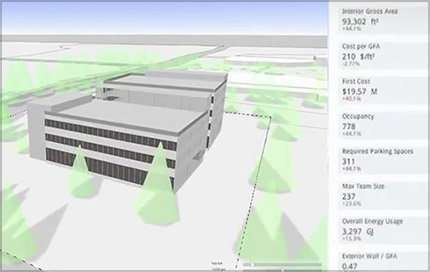 Interior Gross Area
93,302 ft²
+44.1%
Cost per GFA
210 $/ft²
-2.77%
First Cost
$19.57 M
+40.1%
Occupancy
778
+44.1%
Required Parking Spaces
311
+44.1%
Max Team Size
237
+23.6%
Overall Energy Usage
3,297 GJ
+15.3%
Exterior Wall / GFA
0.47